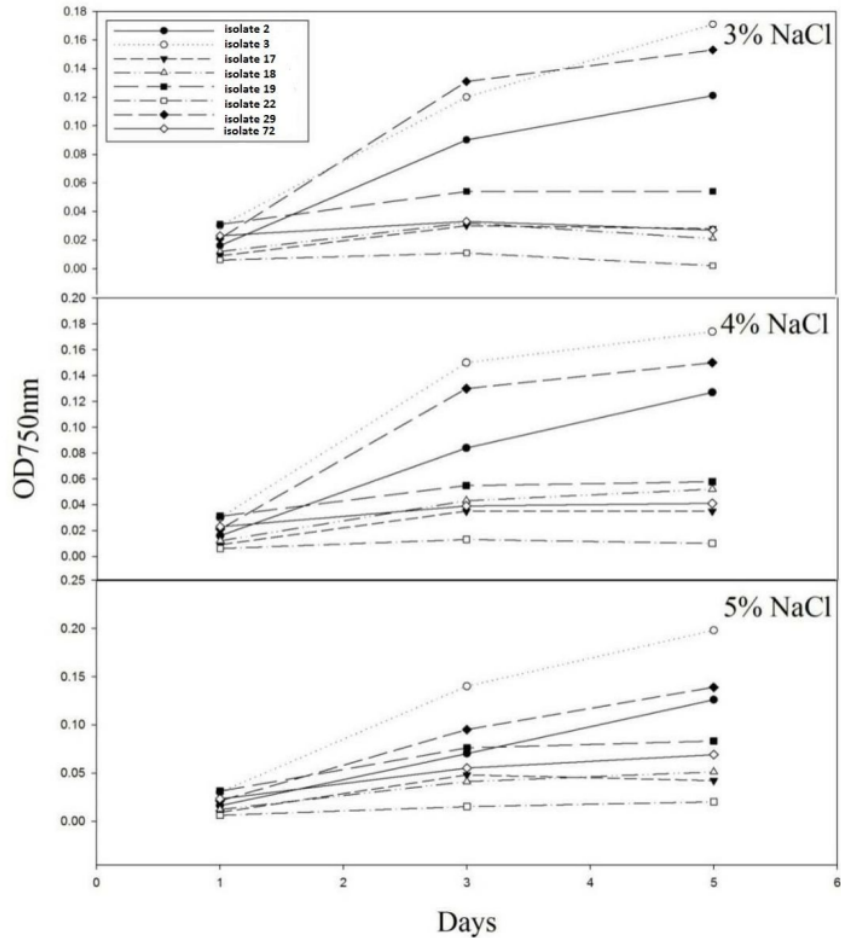 0.18
0.16
0.14
0.12
0.10
0.08
0.06
0.04
0.02
0.00
isolate 2
isolate 3
isolate 17
isolate 18
isolate 19
isolate 22
isolate 29
isolate 72
3% NaCl
0.20
0.18
0.16
0.14
0.12
0.10
0.08
0.06
0.04
0.02
0.00
4% NaCl
OD750nm
0.25
0.20
0.15
0.10
0.05
0.00
5% NaCl
0 1 2 3 4 5 6
Days